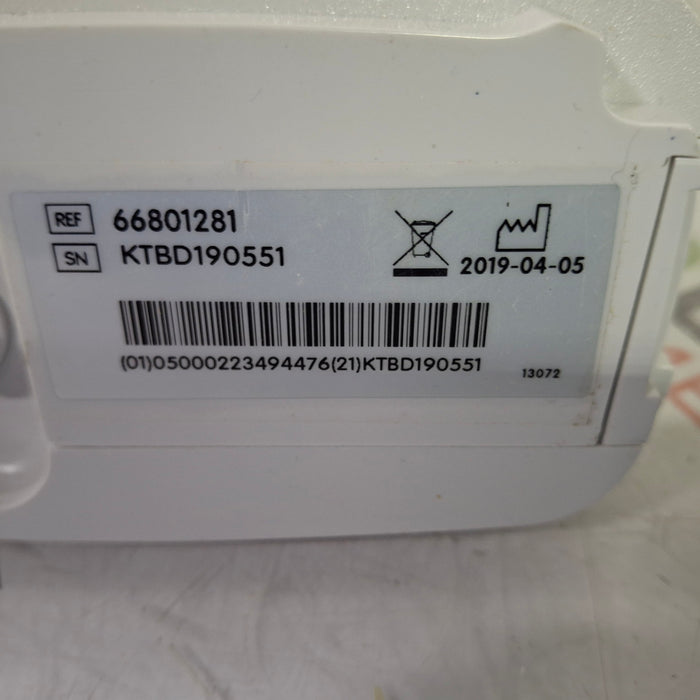 REF 66801281
SN KTBD190551
2019-04-05
(01)05000223494476(21)KTBD190551
13072